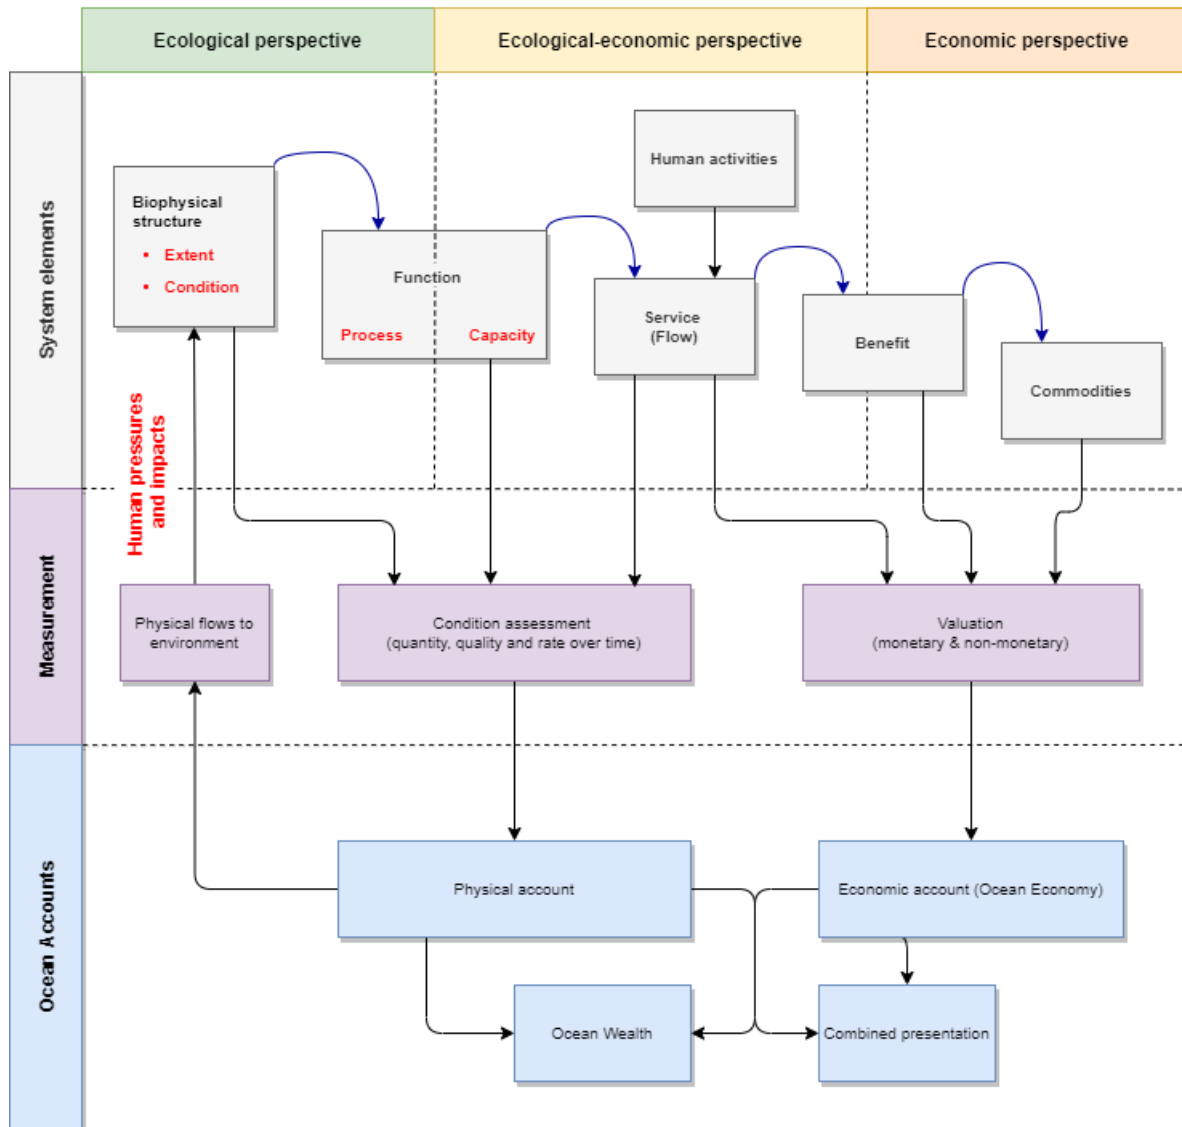 Ecological perspective
Ecological-economic perspective
Economic perspective
System elements
Human activities
Biophysical
structure
• Extent
• Condition
Function
Process
Capacity
Service
(Flow)
Benefit
Commodities
Human pressures
and impacts
Measurement
Physical flows to
environment
Condition assessment
(quantity, quality and rate over time)
Valuation
(monetary & non-monetary)
Ocean Accounts
Physical account
Economic account (Ocean Economy)
Ocean Wealth
Combined presentation